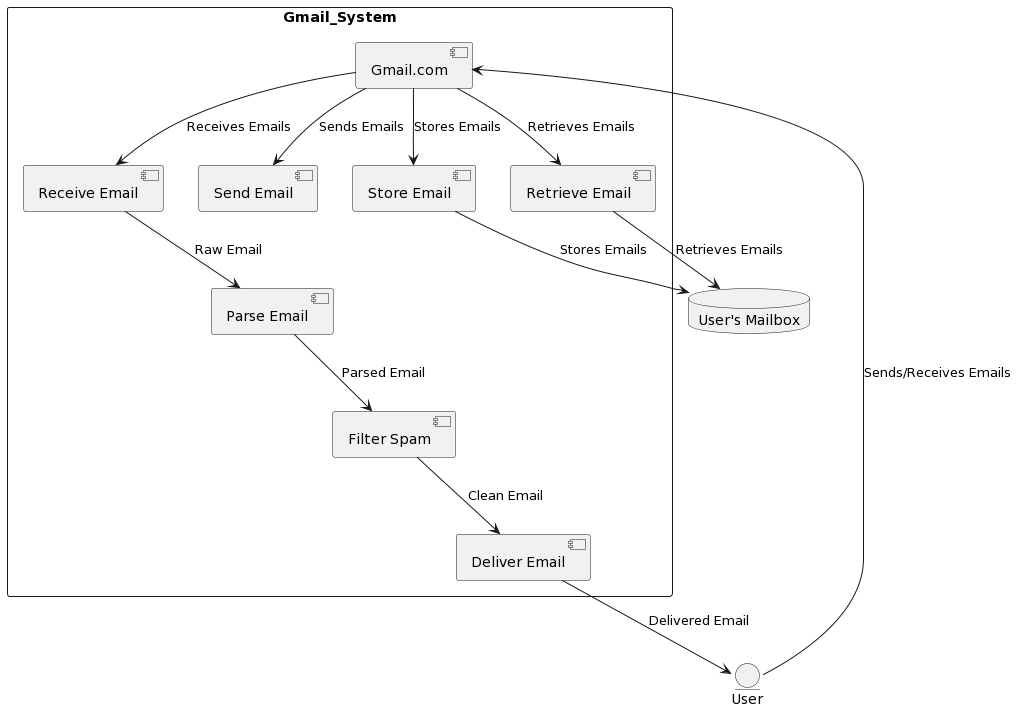 Gmail_System
Gmail.com
Receives Emails
Sends Emails
Stores Emails
Retrieves Emails
Receive Email
Send Email
Store Email
Retrieve Email
Raw Email
Stores Emails
Retrieves Emails
Parse Email
User's Mailbox
Parsed Email
Sends/Receives Emails
Filter Spam
Clean Email
Deliver Email
Delivered Email
User